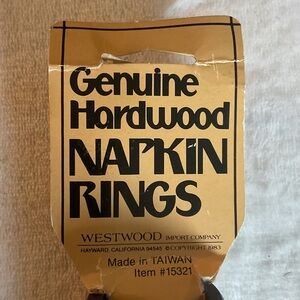 Genuine
Hardwood
NAPKIN
RINGS
WESTWOOD IMPORT COMPANY
HAYWARD, CALIFORNIA 94545 © COPYRIGHT 1983
Made in TAIWAN
Item #15321